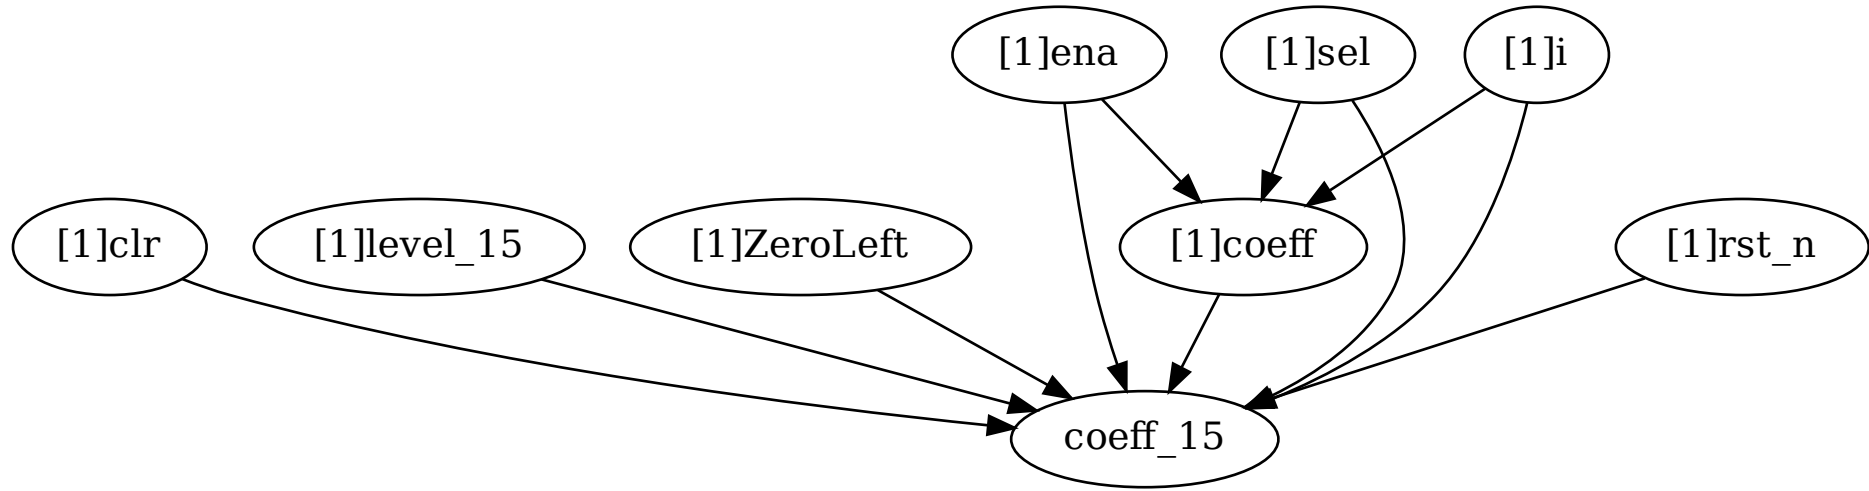 [1]ena
[1]sel
[1]i
[1]clr
[1]level_15
[1]ZeroLeft
[1]coeff
[1]rst_n
coeff_15